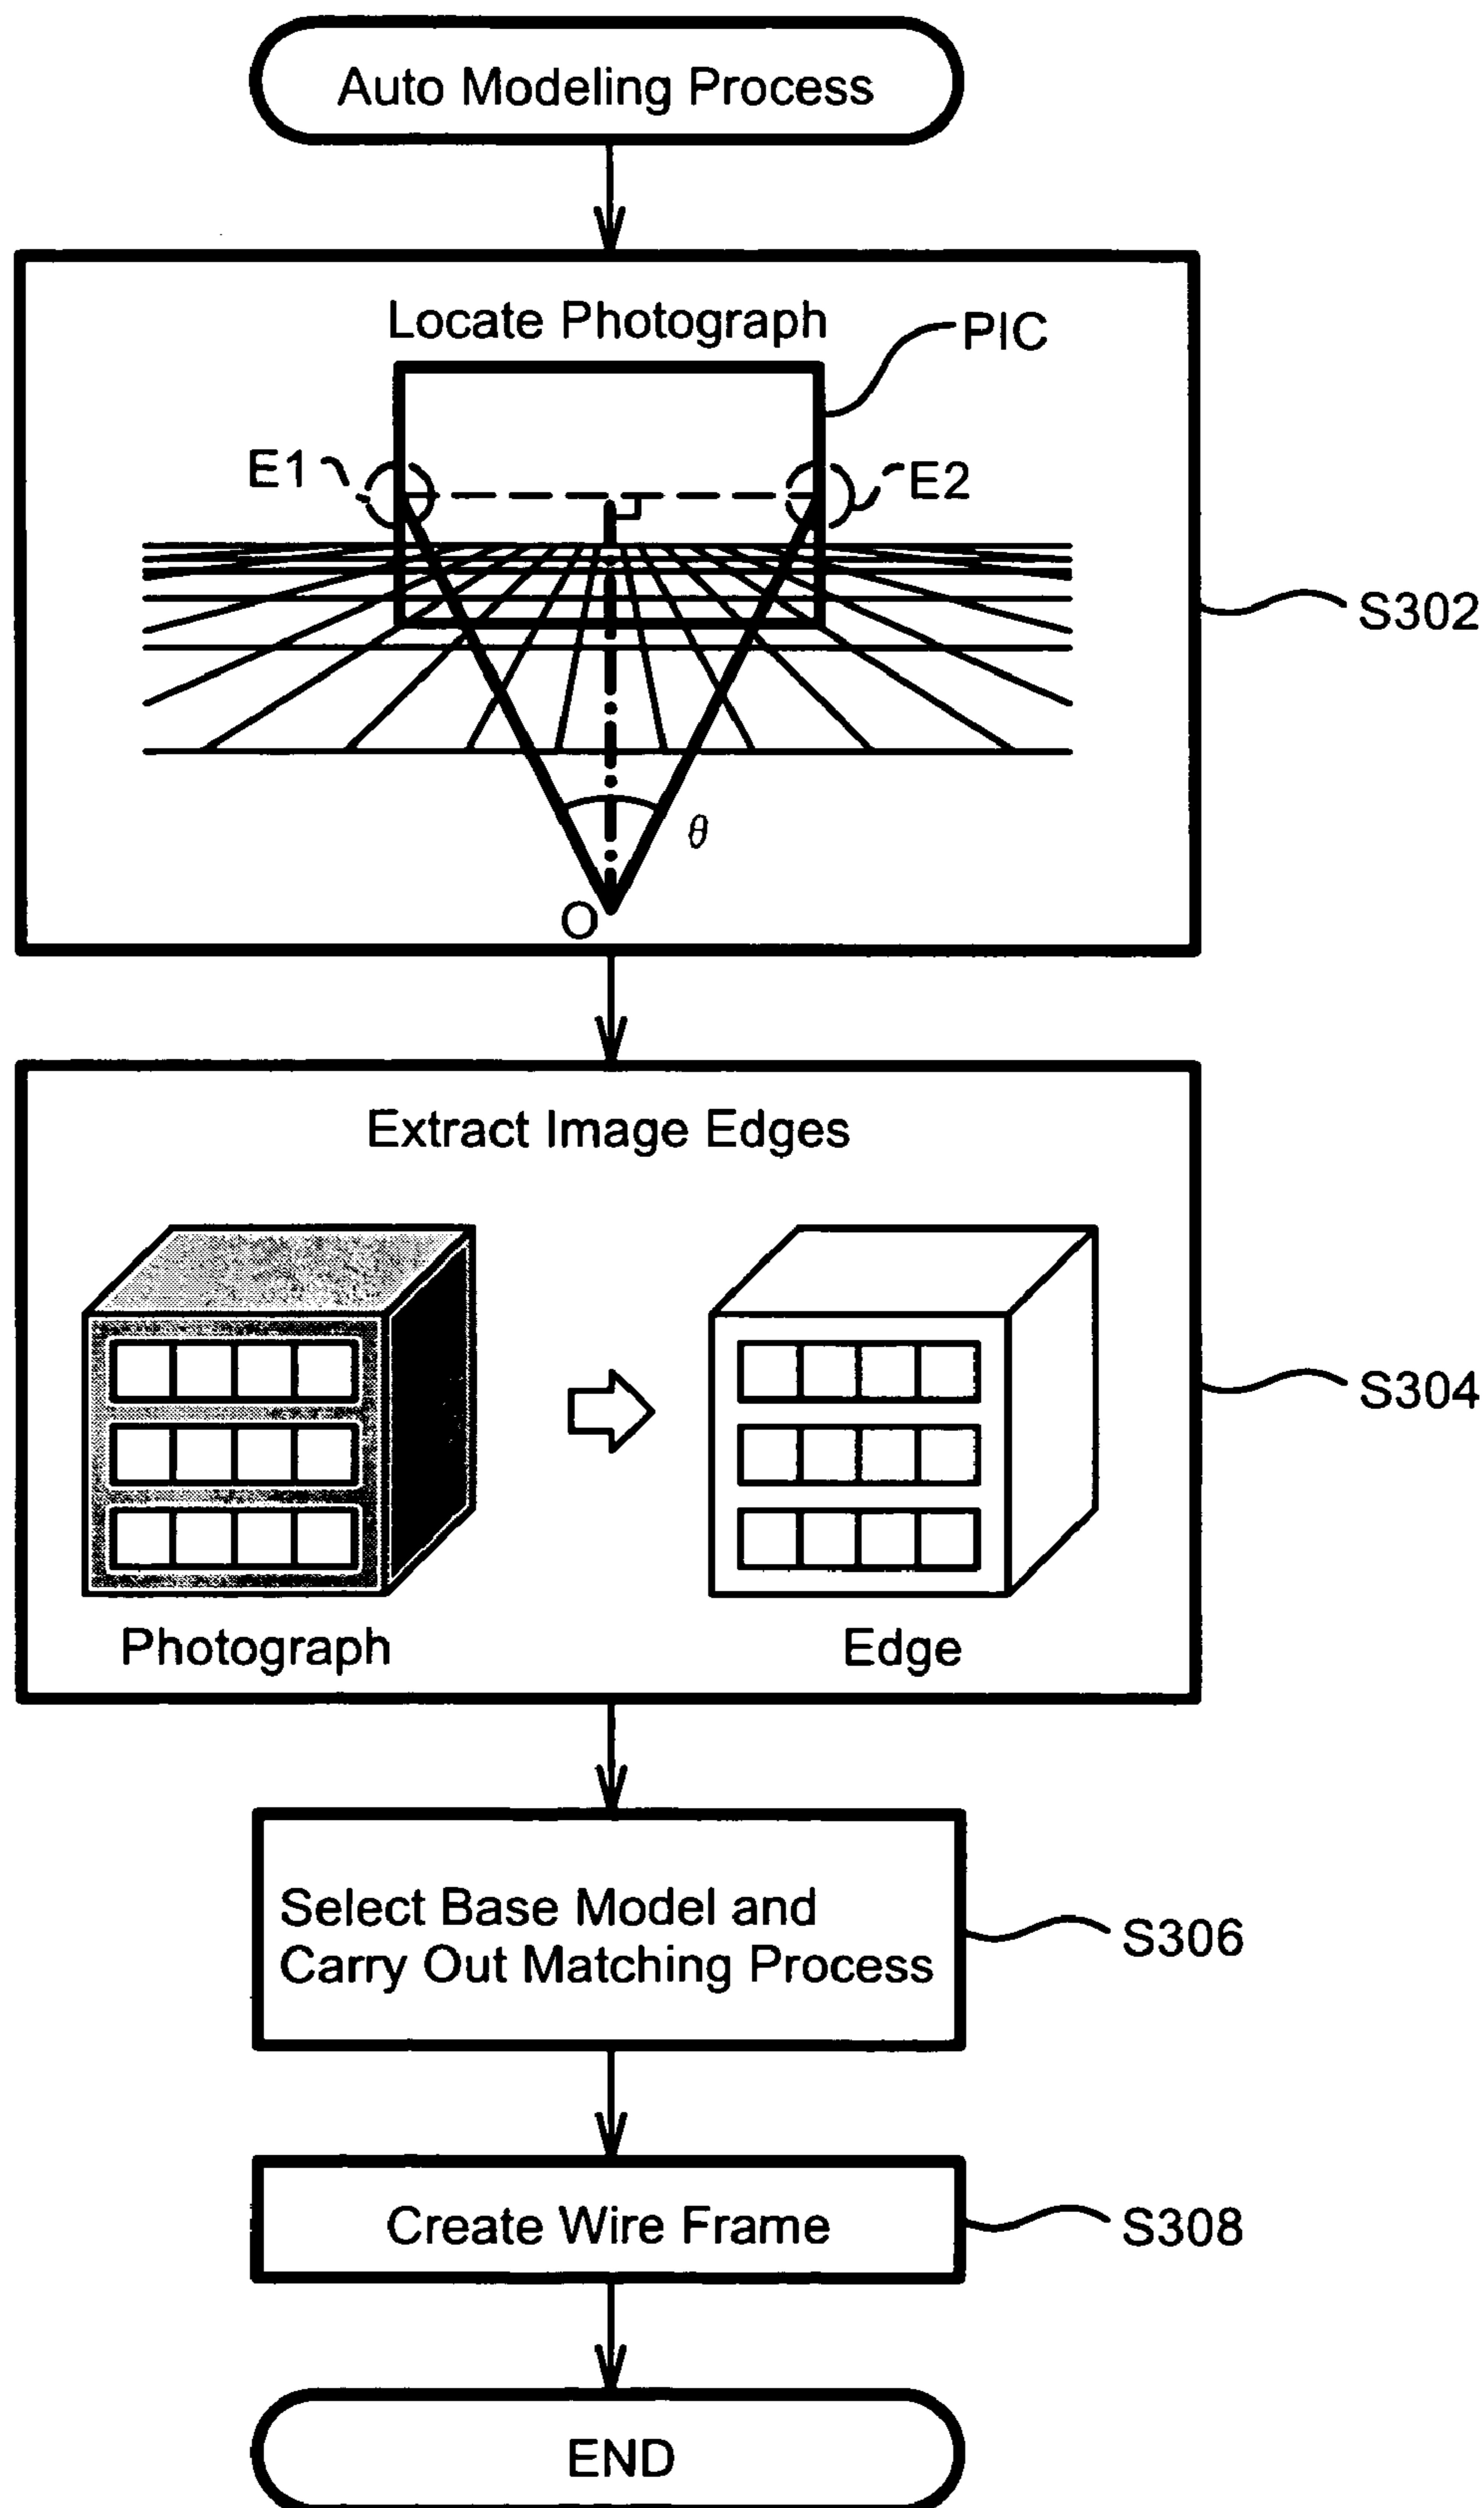 Auto Modeling Process
Locate Photograph
PIC
E1
E2
S302
θ
O
Extract Image Edges
S304
Photograph
Edge
Select Base Model and
Carry Out Matching Process
S306
Create Wire Frame
S308
END